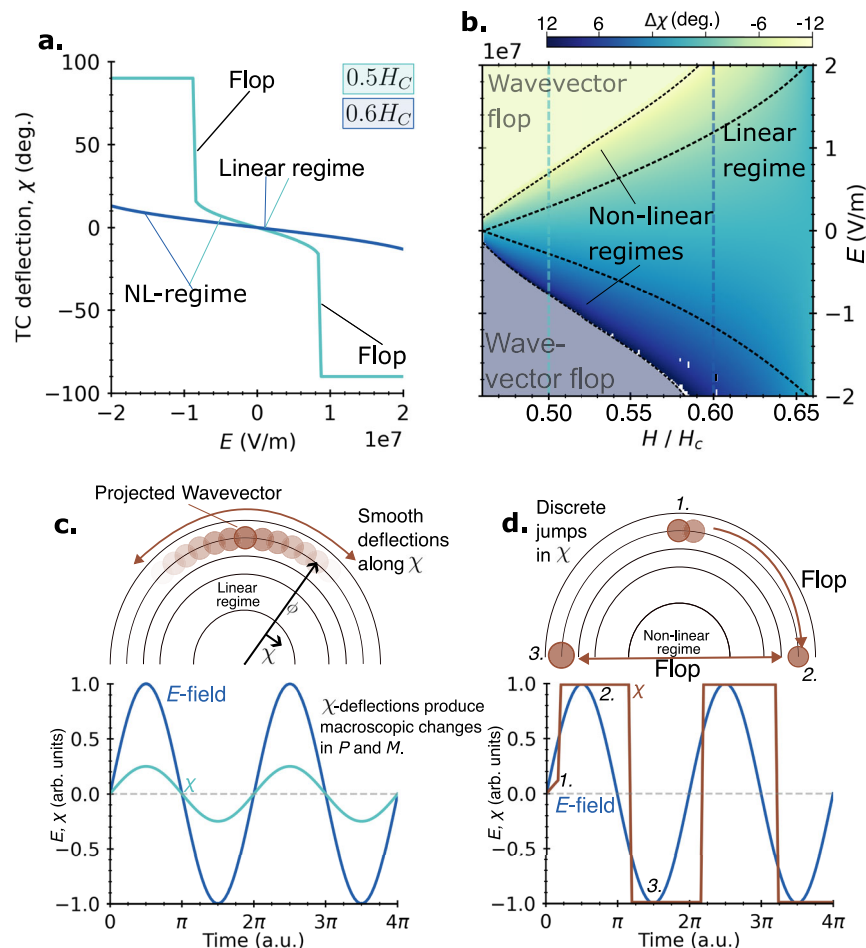 a.
100
50
0
−50
−100
TC deflection, χ (deg.)
−2
−1
0
1
2
E (V/m)
1e7
Flop
0.5H_C
0.6H_C
Linear regime
NL-regime
Flop
b.
12
6
Δχ (deg.)
-6
-12
1e7
Wavevector
flop
Linear
regime
Non-linear
regimes
Wave-
vector flop
2
1
0
−1
−2
E (V/m)
0.50
0.55
0.60
0.65
H / H_c
c.
Projected Wavevector
Smooth
deflections
along χ
Linear
regime
ϕ
χ
1.0
0.5
0.0
−0.5
−1.0
E, χ (arb. units)
E-field
χ
χ-deflections produce
macroscopic changes
in P and M.
0
π
2π
3π
4π
Time (a.u.)
d.
Discrete
jumps
in χ
1.
Flop
Non-linear
regime
3.
Flop
2.
1.0
0.5
0.0
−0.5
−1.0
E, χ (arb. units)
2.
χ
1.
E-field
3.
0
π
2π
3π
4π
Time (a.u.)